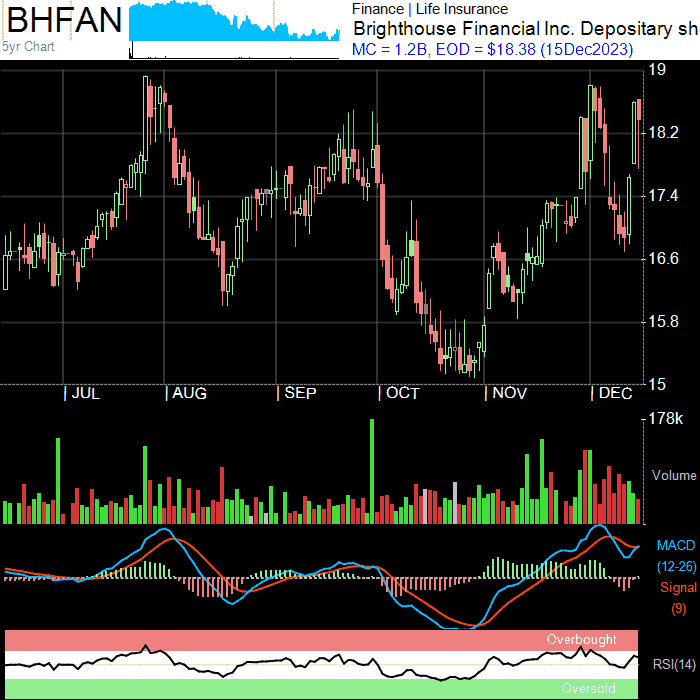 BHFAN
5yr Chart
Finance | Life Insurance
Brighthouse Financial Inc. Depositary sh
MC = 1.2B, EOD = $18.38 (15Dec2023)
19
18.2
17.4
16.6
15.8
15
| JUL | AUG | SEP | OCT | NOV | DEC
178k
Volume
MACD
(12-26)
Signal
(9)
Overbought
RSI(14)
Oversold